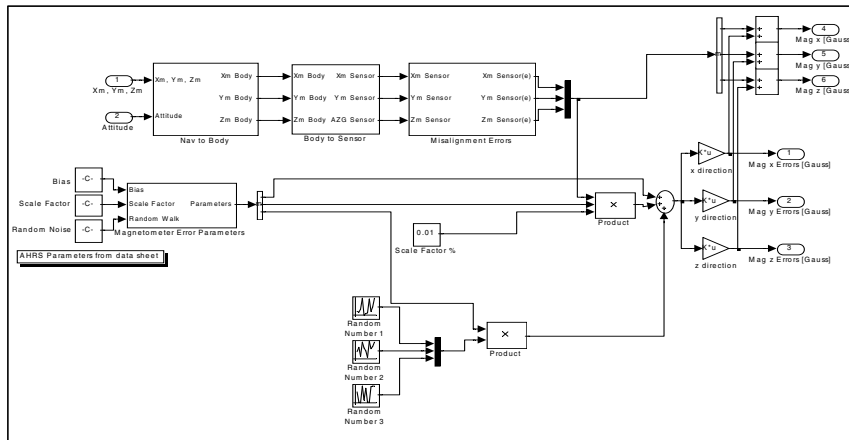 1
Xm, Ym, Zm
2
Attitude
Xm, Ym, Zm
Attitude
Xm Body
Ym Body
Zm Body
Nav to Body
Xm Body
Ym Body
Zm Body
Xm Sensor
Ym Sensor
AZG Sensor
Body to Sensor
Xm Sensor
Ym Sensor
Zm Sensor
Xm Sensor(e)
Ym Sensor(e)
Zm Sensor(e)
Misalignment Errors
m
4
Mag x [Gauss
5
Mag y [Gauss
6
Mag z [Gauss
Bias
-C-
Scale Factor
-C-
Random Noise
-C-
Bias
Scale Factor
Random Walk
Parameters
Magnetometer Error Parameters
m
AHRS Parameters from data sheet
0.01
Scale Factor %
×
Product
K*u
x direction
1
Mag x Errors [Gauss]
K*u
y direction
2
Mag y Errors [Gauss]
K*u
z direction
3
Mag z Errors [Gauss]
Random
Number 1
Random
Number 2
Random
Number 3
×
Product